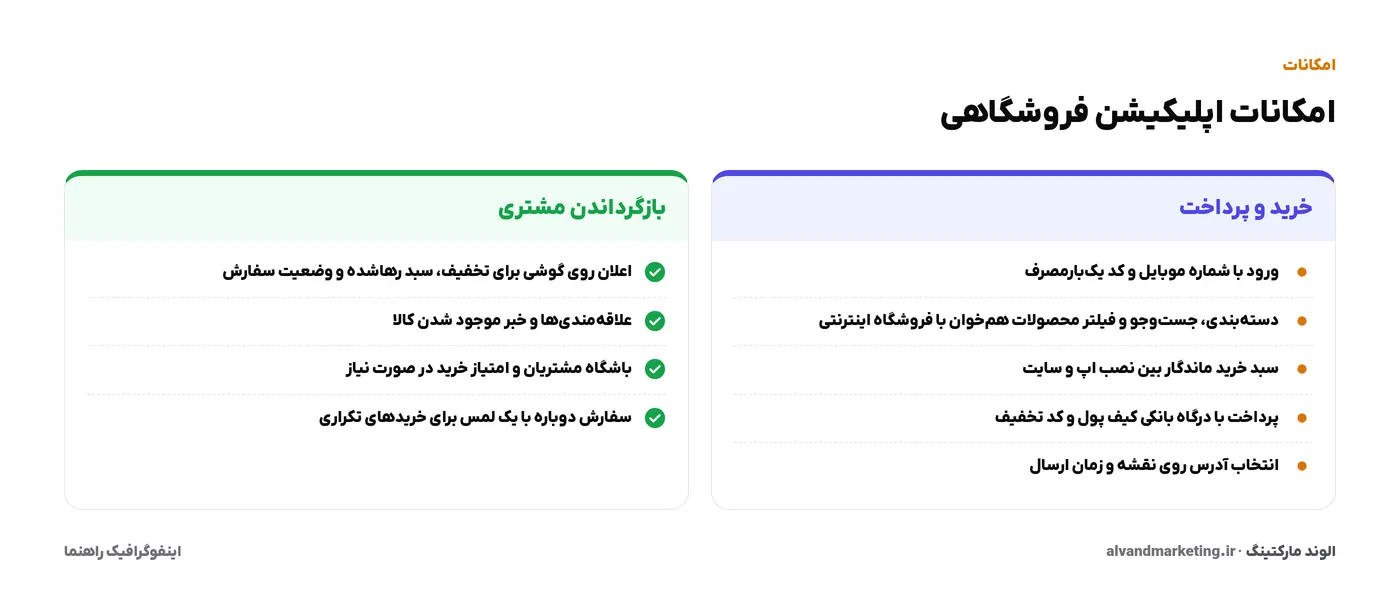 امکانات
امکانات اپلیکیشن فروشگاهی
خرید و پرداخت
ورود با شماره موبایل و کد یک‌بارمصرف
دسته‌بندی، جست‌وجو و فیلتر محصولات هم‌خوان با فروشگاه اینترنتی
سبد خرید ماندگار بین نصب اپ و سایت
پرداخت با درگاه بانکی کیف پول و کد تخفیف
انتخاب آدرس روی نقشه و زمان ارسال
بازگرداندن مشتری
اعلان روی گوشی برای تخفیف، سبد رهاشده و وضعیت سفارش
علاقه‌مندی‌ها و خبر موجود شدن کالا
باشگاه مشتریان و امتیاز خرید در صورت نیاز
سفارش دوباره با یک لمس برای خریدهای تکراری
الوند مارکتینگ · alvandmarketing.ir
اینفوگرافیک راهنما